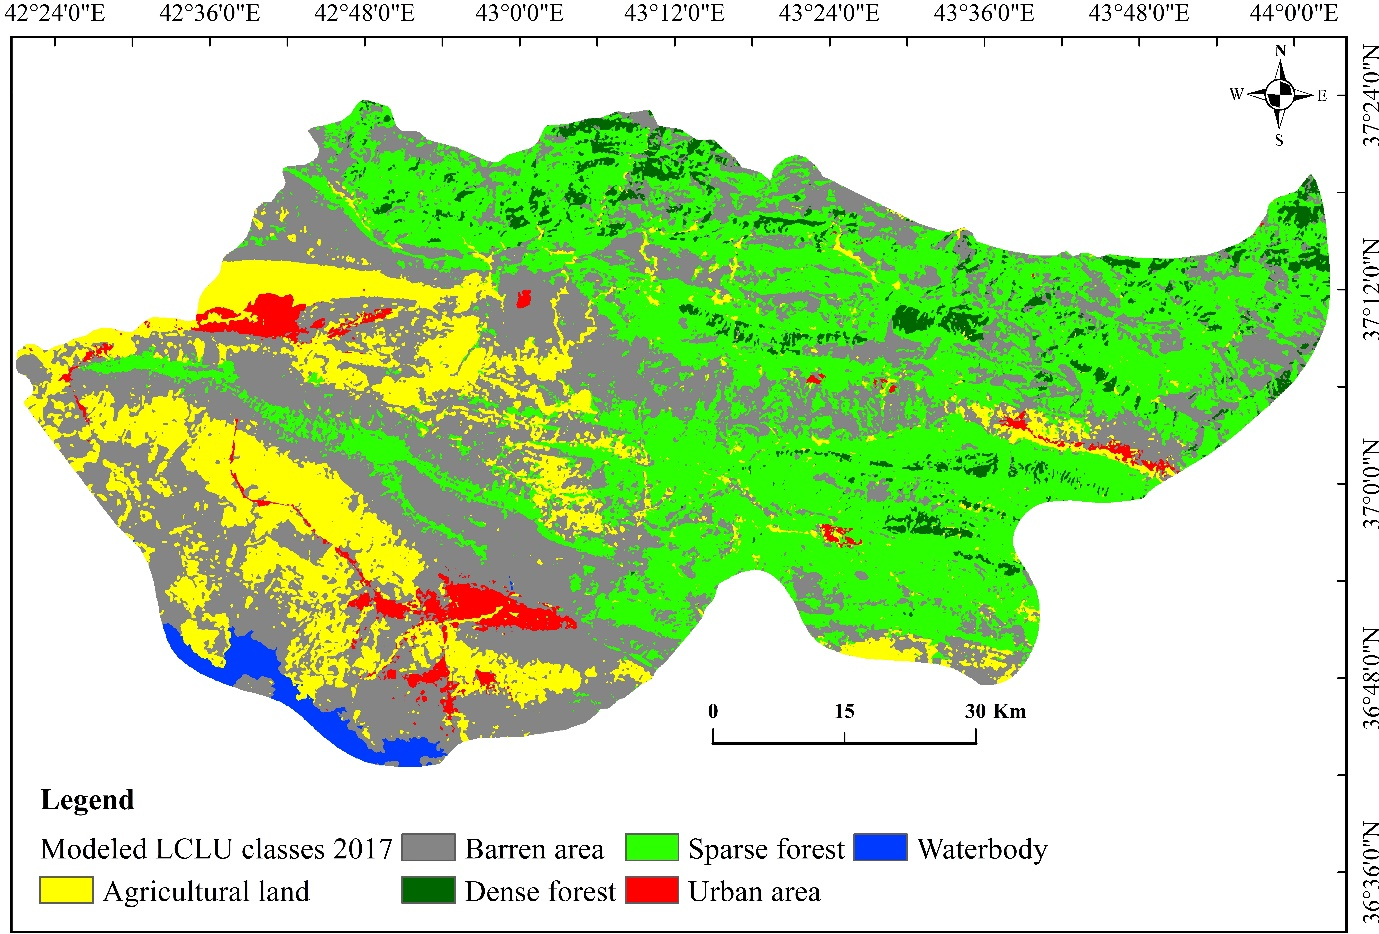 42°24'0"E 42°36'0"E 42°48'0"E 43°0'0"E 43°12'0"E 43°24'0"E 43°36'0"E 43°48'0"E 44°0'0"E
N
W E
S
37°24'0"N
37°12'0"N
37°0'0"N
36°48'0"N
36°36'0"N
0 15 30 Km
Legend
Modeled LCLU classes 2017 Barren area Sparse forest Waterbody
Agricultural land Dense forest Urban area